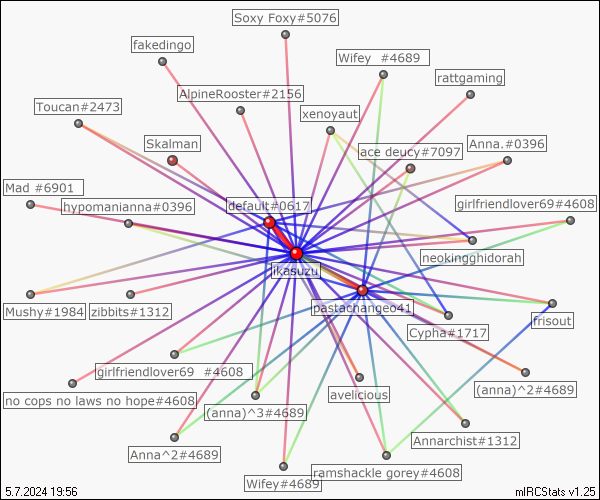 Soxy Foxy#5076
fakedingo
Wifey  #4689
rattgaming
AlpineRooster#2156
Toucan#2473
xenoyaut
Skalman
ace deucy#7097
Anna.#0396
Mad #6901
hypomanianna#0396
default#0617
girlfriendlover69#4608
neokingghidorah
ikasuzu
Mushy#1984
zibbits#1312
pastachangeo41
frisout
Cypha#1717
girlfriendlover69  #4608
no cops no laws no hope#4608
(anna)^3#4689
avelicious
(anna)^2#4689
Annarchist#1312
Anna^2#4689
ramshackle gorey#4608
Wifey#4689
5.7.2024 19:56
mIRCStats v1.25